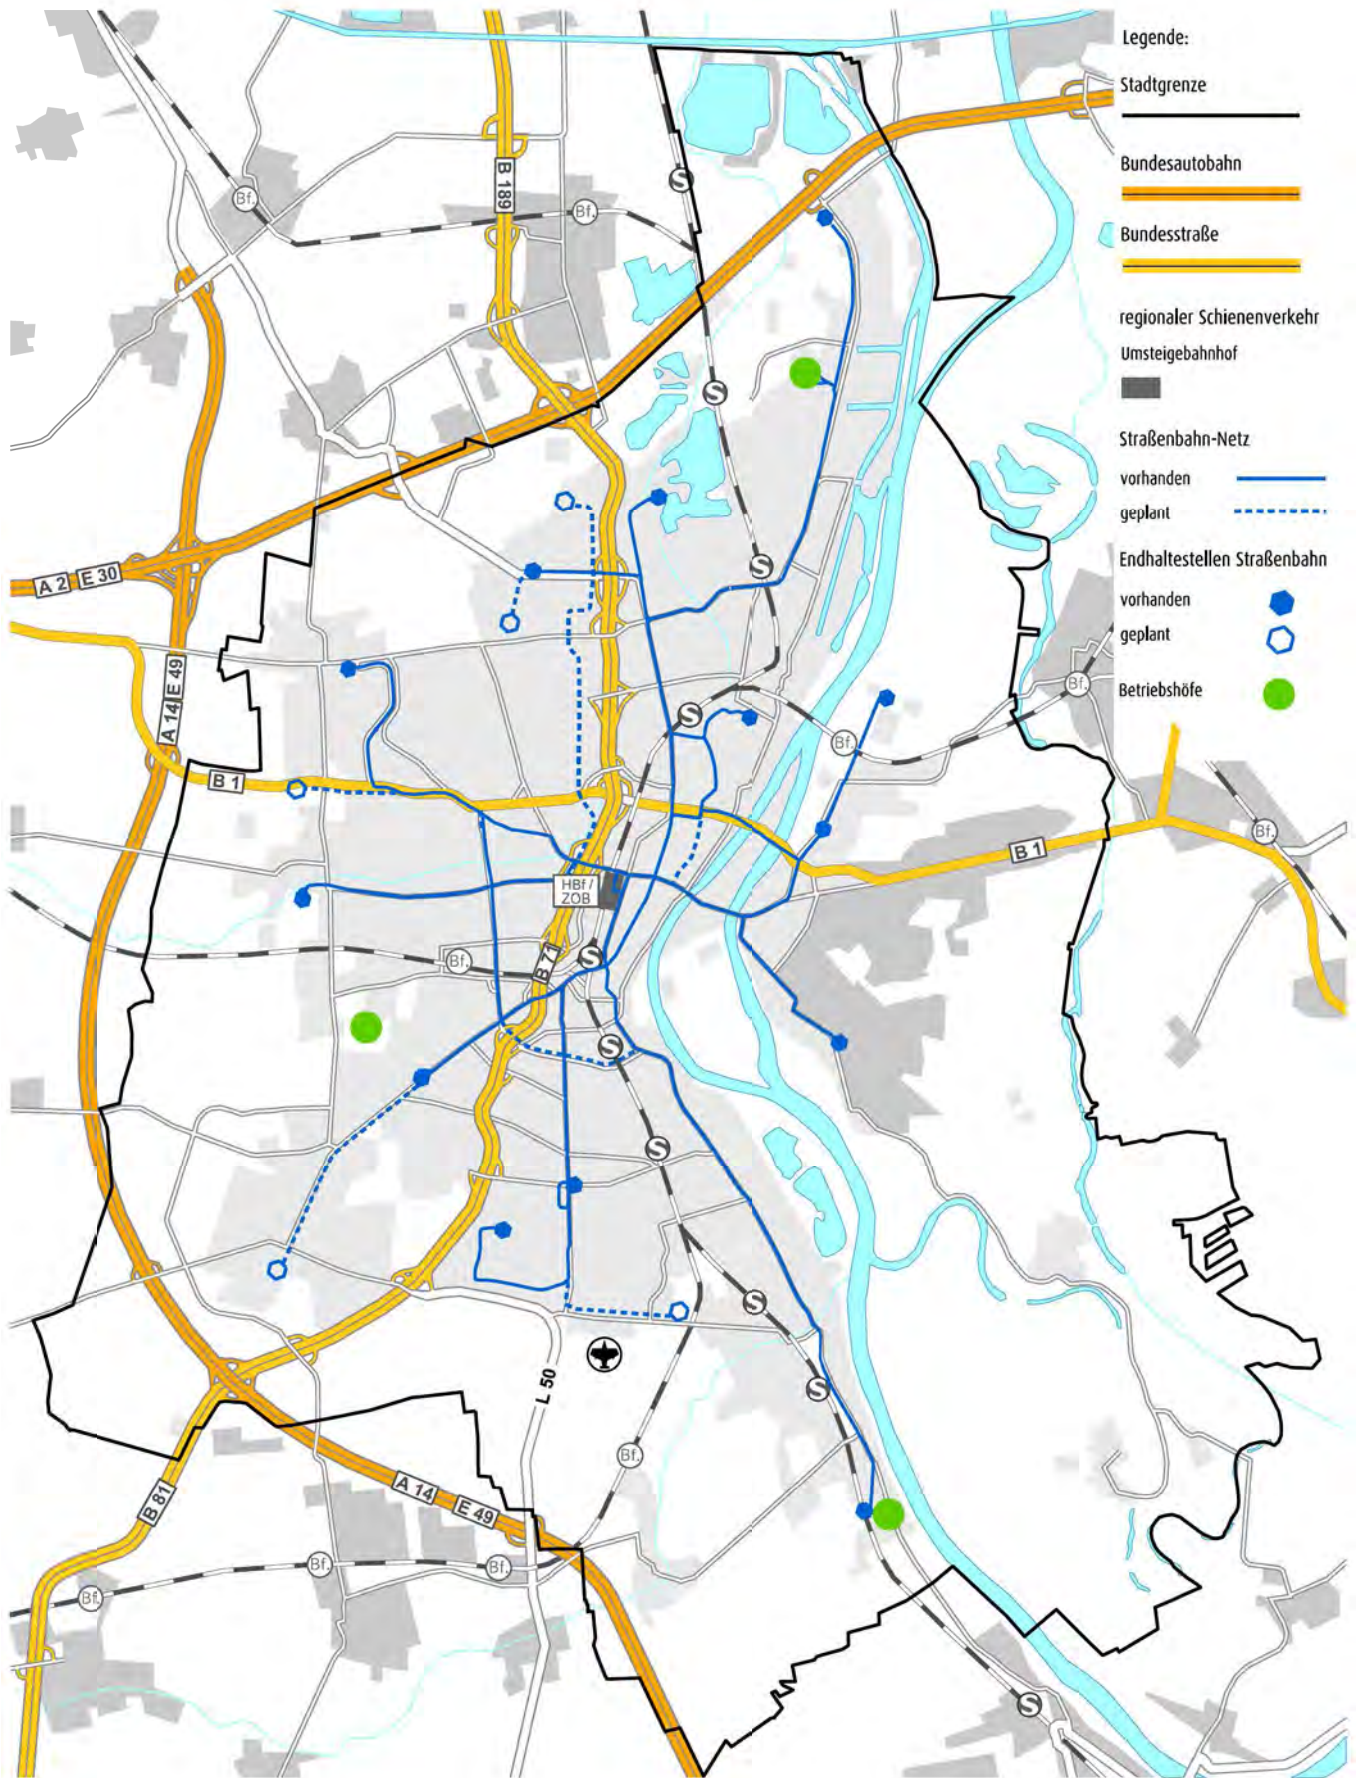 Legende:
Stadtgrenze
Bundesautobahn
Bundesstraße
regionaler Schienenverkehr
Umsteigebahnhof
Straßenbahn-Netz
vorhanden
geplant
Endhaltestellen Straßenbahn
vorhanden
geplant
Betriebshöfe
S
B 189
Bf.
Bf.
S
S
A 2
E 30
A 14
E 49
Bf.
S
Bf.
B 1
Bf.
B 1
HBf /
ZOB
S
Bf.
B 71
S
S
S
L 50
S
Bf.
A 14
E 49
B 81
Bf.
Bf.
Bf.
S